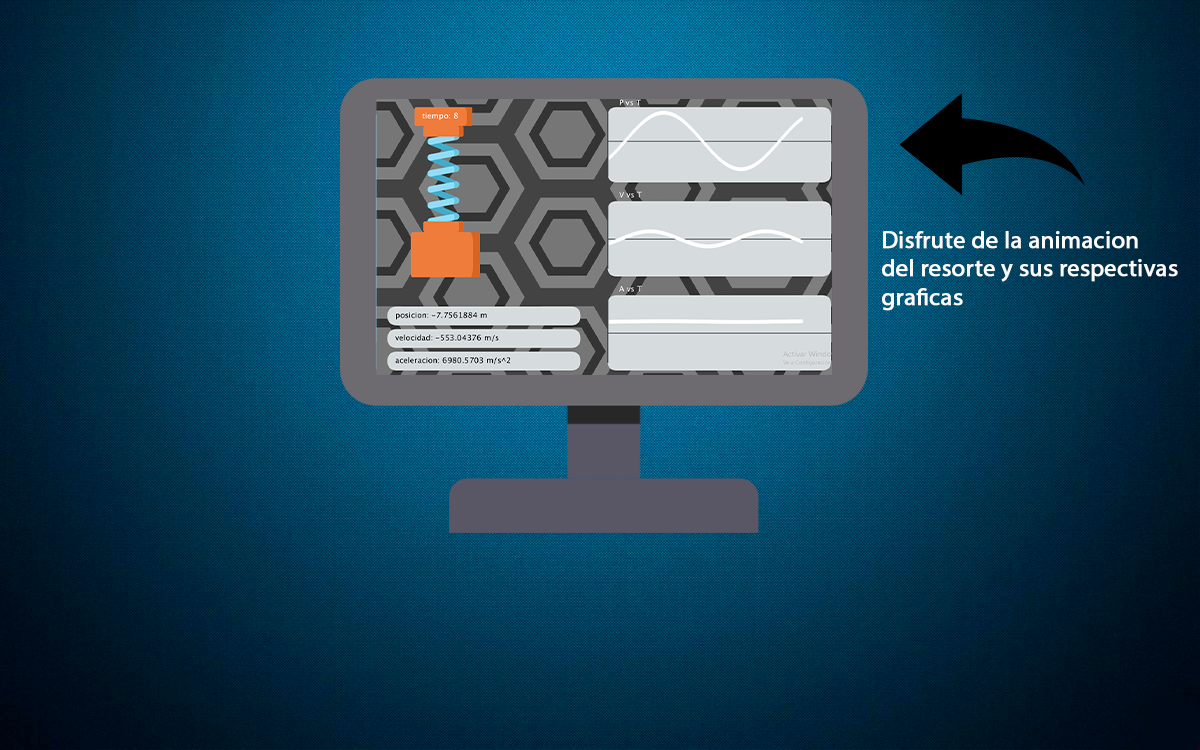 tiempo: 8
P vs T
V vs T
A vs T
posicion: -7.7561884 m
velocidad: -553.04376 m/s
aceleracion: 6980.5703 m/s^2
Activar Windo
Disfrute de la animacion
del resorte y sus respectivas
graficas